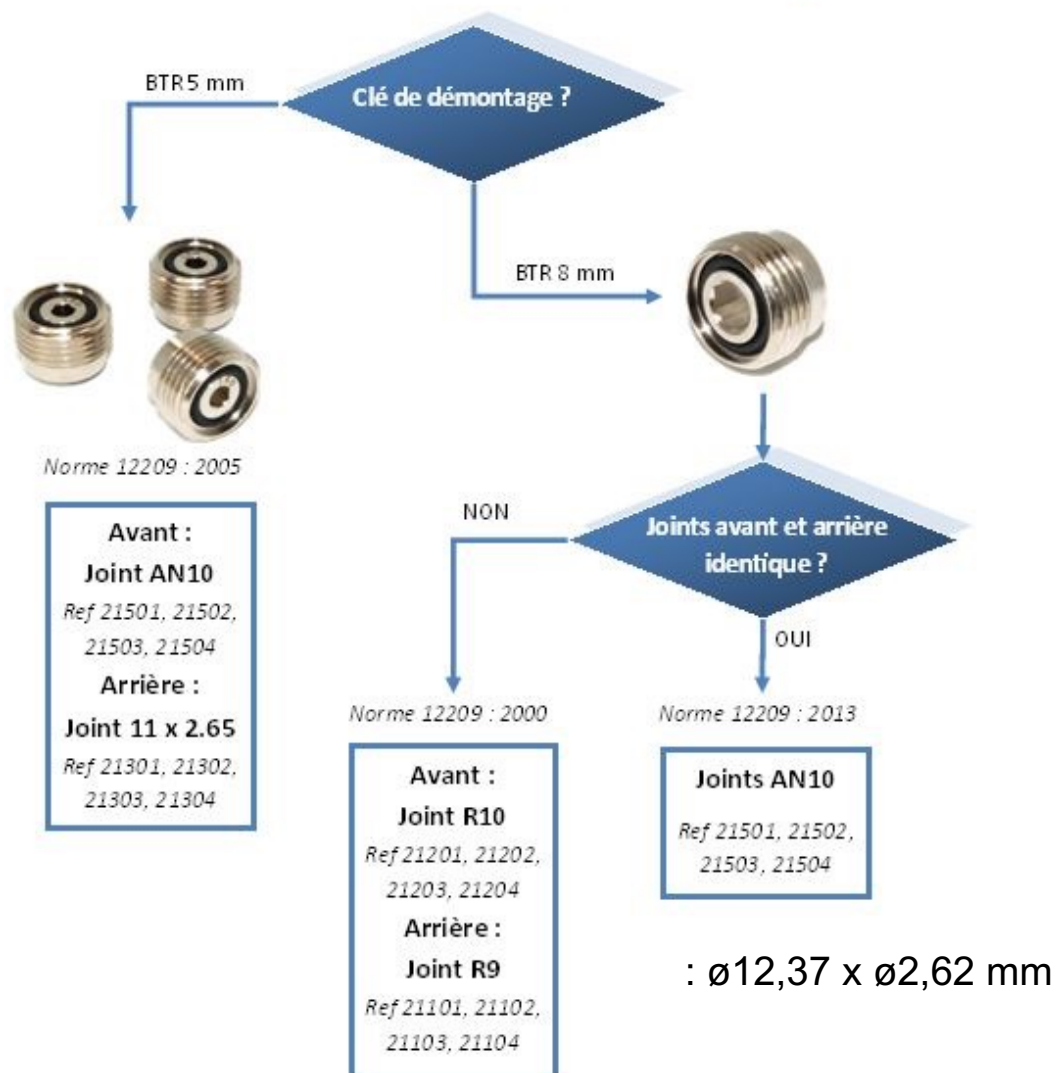 Clé de démontage ?
BTR 5 mm
BTR 8 mm
Norme 12209 : 2005
Avant :
Joint AN10
Ref 21501, 21502,
21503, 21504
Arrière :
Joint 11 x 2.65
Ref 21301, 21302,
21303, 21304
Joints avant et arrière
identique ?
NON
OUI
Norme 12209 : 2000
Avant :
Joint R10
Ref 21201, 21202,
21203, 21204
Arrière :
Joint R9
Ref 21101, 21102,
21103, 21104
Norme 12209 : 2013
Joints AN10
Ref 21501, 21502,
21503, 21504
: ø12,37 x ø2,62 mm